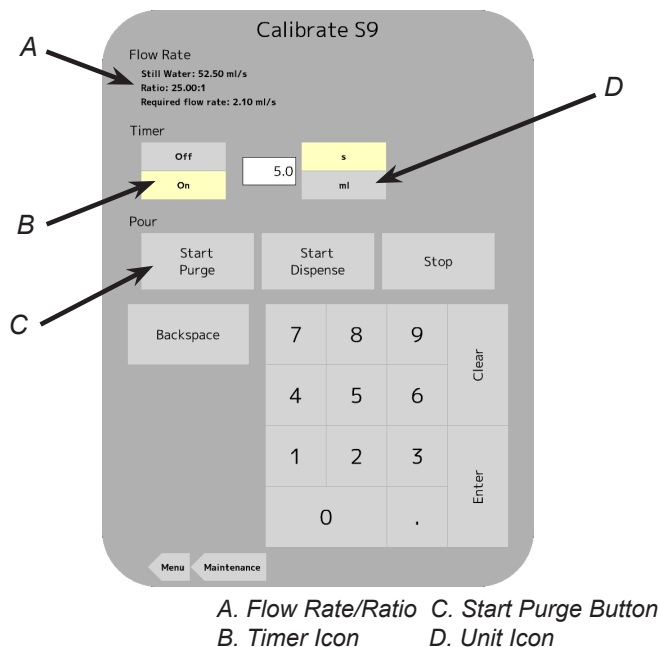 Calibrate S9
A
Flow Rate
Still Water: 52.50 ml/s
Ratio: 25.00:1
Required flow rate: 2.10 ml/s
D
Timer
Off
On
5.0
s
ml
B
Pour
Start
Purge
Start
Dispense
Stop
C
Backspace
7 8 9
Clear
4 5 6
1 2 3
Enter
0 .
Menu Maintenance
A. Flow Rate/Ratio C. Start Purge Button
B. Timer Icon D. Unit Icon